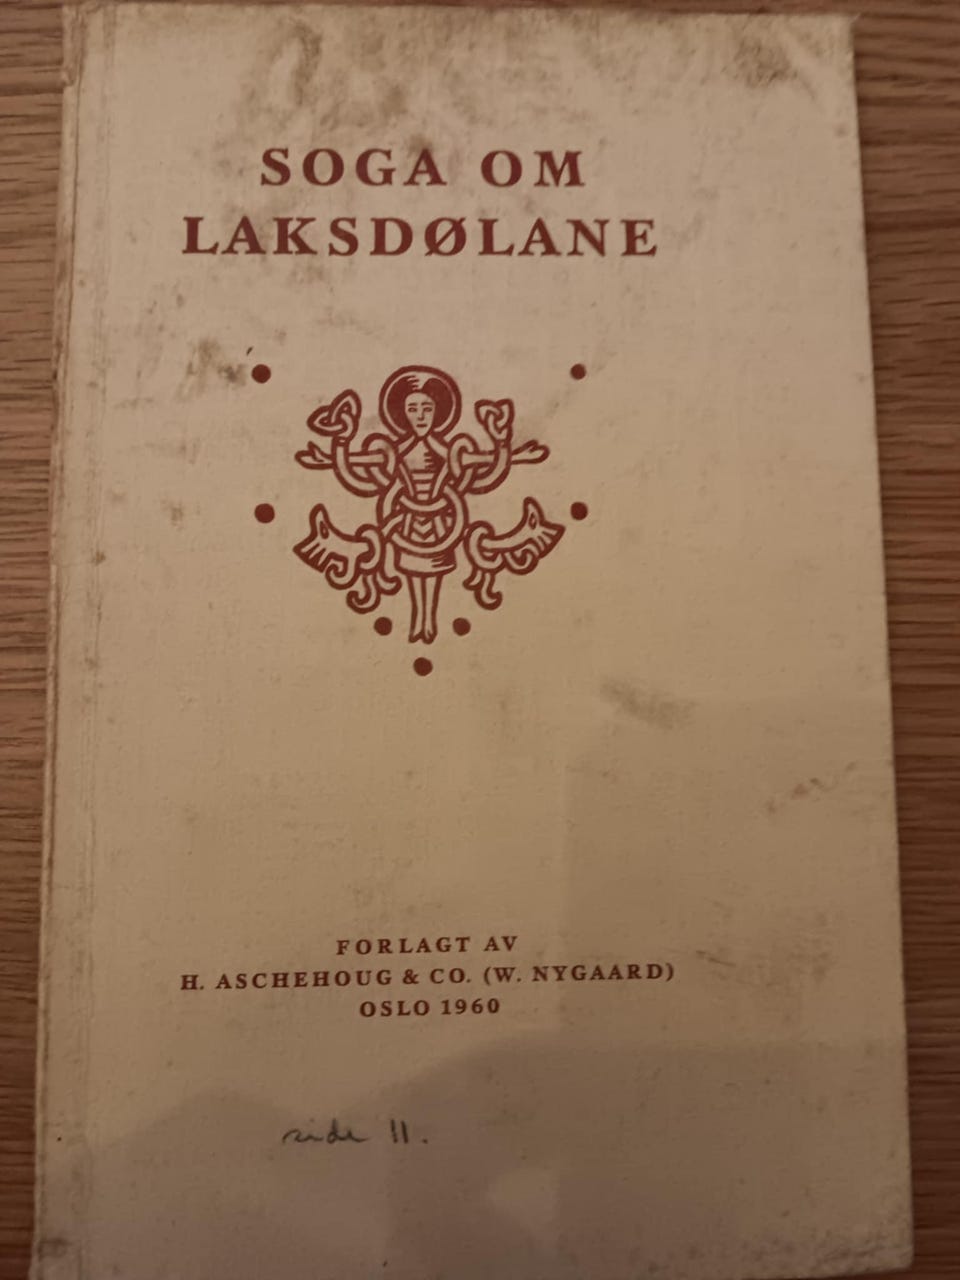 SOGA OM
LAKSDØLANE
FORLAGT AV
H. ASCHEHOUG & CO. (W. NYGAARD)
OSLO 1960
side 11.